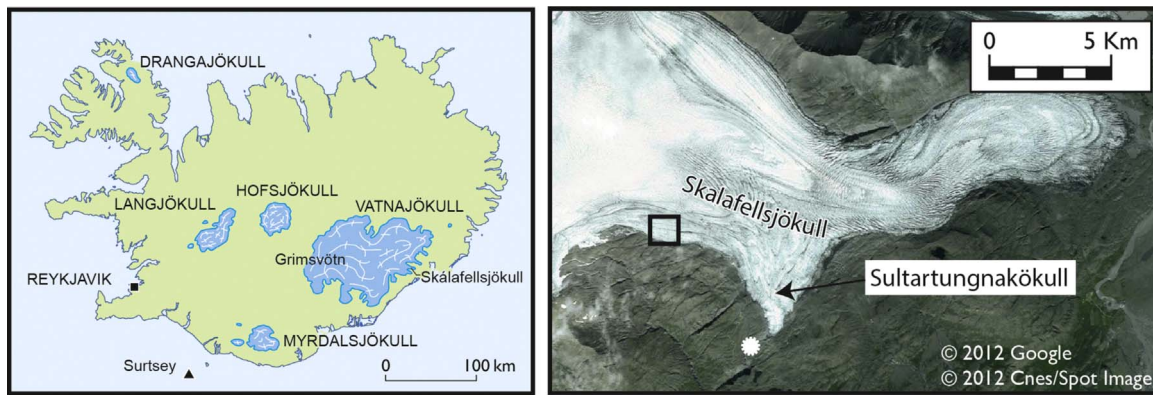 DRANGAJÖKULL
LANGJÖKULL
HOFSJÖKULL
VATNAJÖKULL
Grimsvötn
REYKJAVIK
Skálafellsjökull
MYRDALSJÖKULL
Surtsey
0 100 km
0 5 Km
Skalafellsjökull
Sultartungnakökull
© 2012 Google
© 2012 Cnes/Spot Image